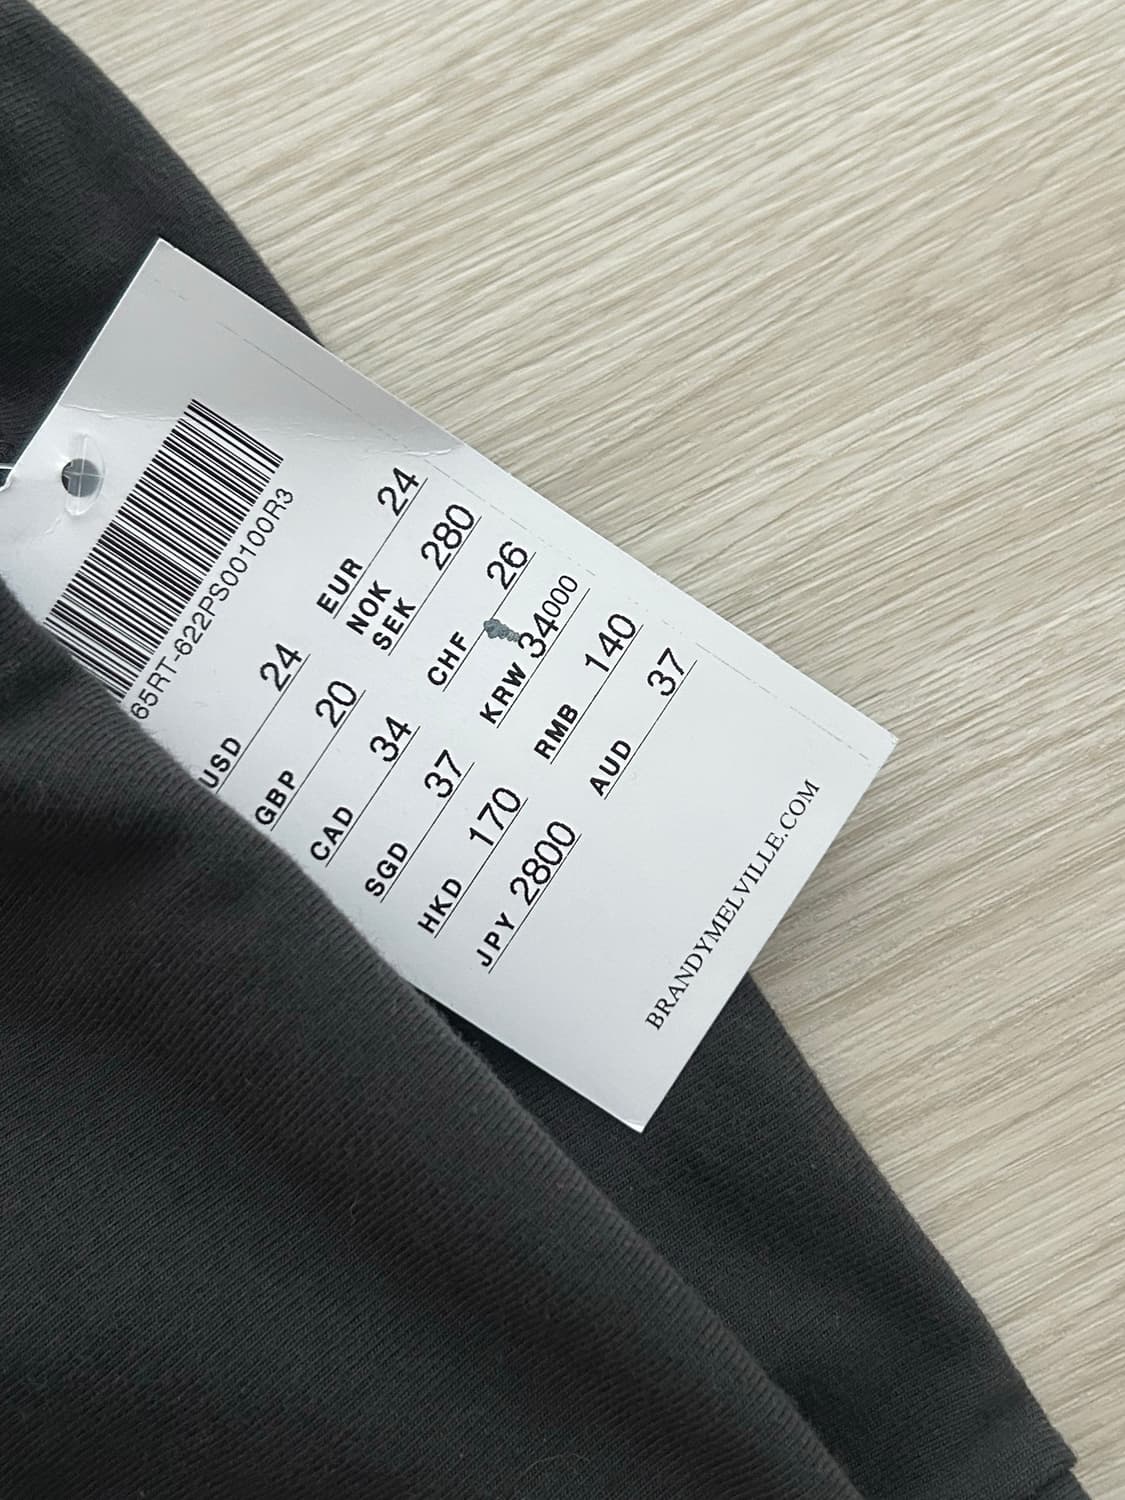 65RT-622PS00100R3
USD 24
GBP 20
CAD 34
SGD 37
HKD 170
JPY 2800
EUR 24
NOK
SEK 280
CHF 26
KRW 34000
RMB 140
AUD 37
BRANDYMELVILLE.COM